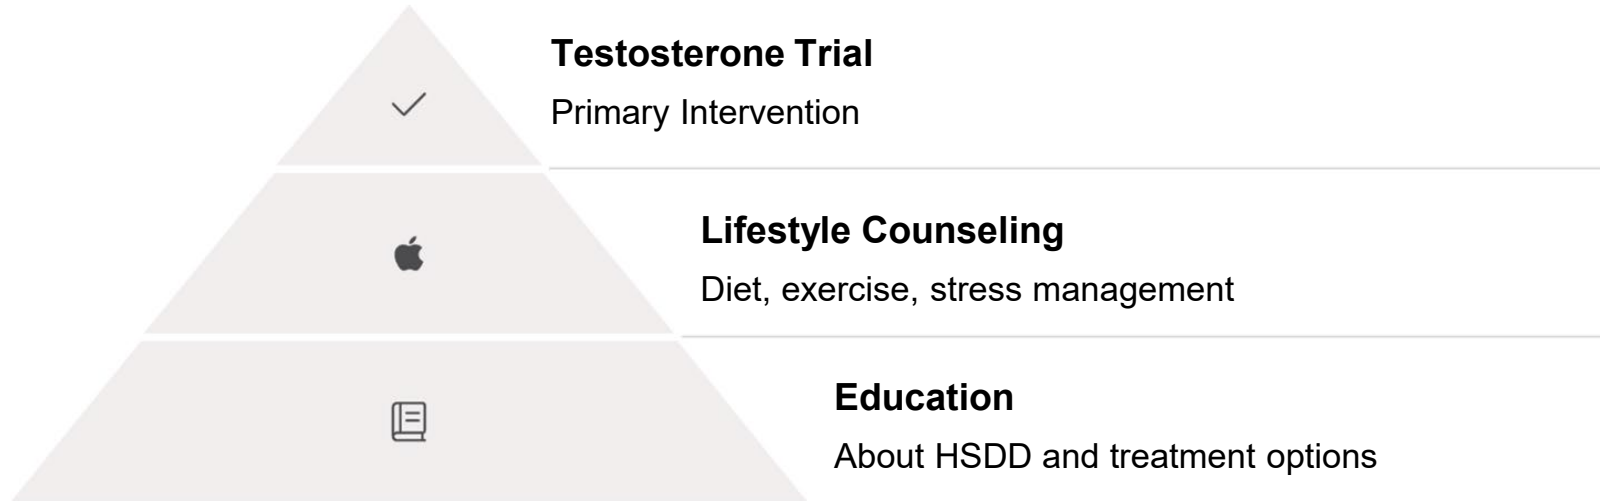 Testosterone Trial
Primary Intervention
Lifestyle Counseling
Diet, exercise, stress management
Education
About HSDD and treatment options